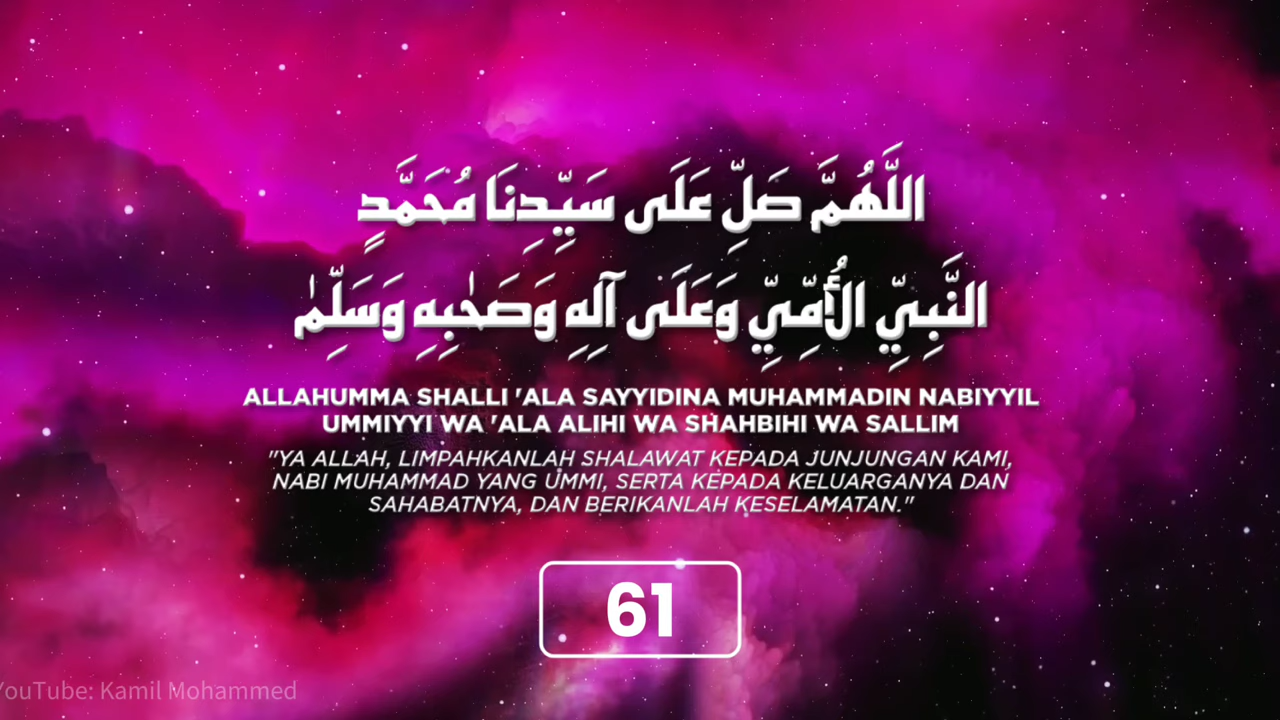 اللَّهُمَّ صَلِّ عَلَى سَيِّدِنَا مُحَمَّدٍ
النَّبِيِّ الأُمِّيِّ وَعَلَى آلِهِ وَصَحْبِهِ وَسَلِّمْ
ALLAHUMMA SHALLI 'ALA SAYYIDINA MUHAMMADIN NABIYYIL
UMMIYYI WA 'ALA ALIHI WA SHAHBIHI WA SALLIM
"YA ALLAH, LIMPAHKANLAH SHALAWAT KEPADA JUNJUNGAN KAMI,
NABI MUHAMMAD YANG UMMI, SERTA KEPADA KELUARGANYA DAN
SAHABATNYA, DAN BERIKANLAH KESELAMATAN."
61
YouTube: Kamil Mohammed